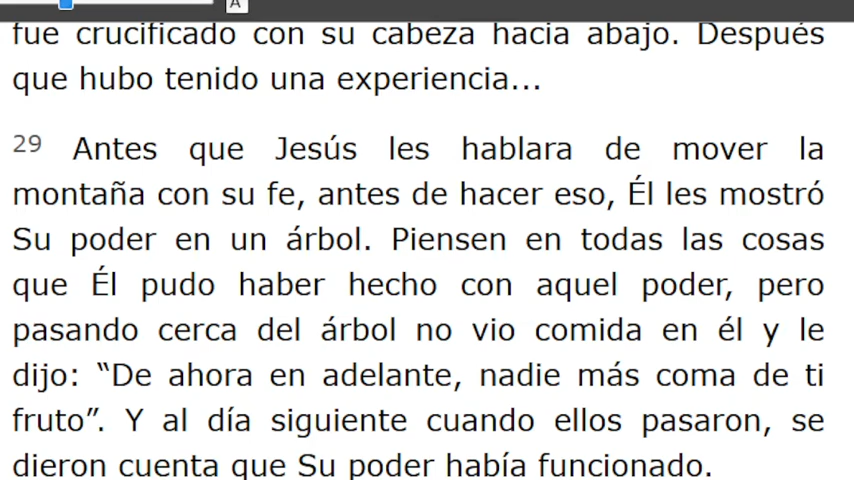 A
fue crucificado con su cabeza hacia abajo. Después
que hubo tenido una experiencia...
29 Antes que Jesús les hablara de mover la
montaña con su fe, antes de hacer eso, Él les mostró
Su poder en un árbol. Piensen en todas las cosas
que Él pudo haber hecho con aquel poder, pero
pasando cerca del árbol no vio comida en él y le
dijo: “De ahora en adelante, nadie más coma de ti
fruto”. Y al día siguiente cuando ellos pasaron, se
dieron cuenta que Su poder había funcionado.